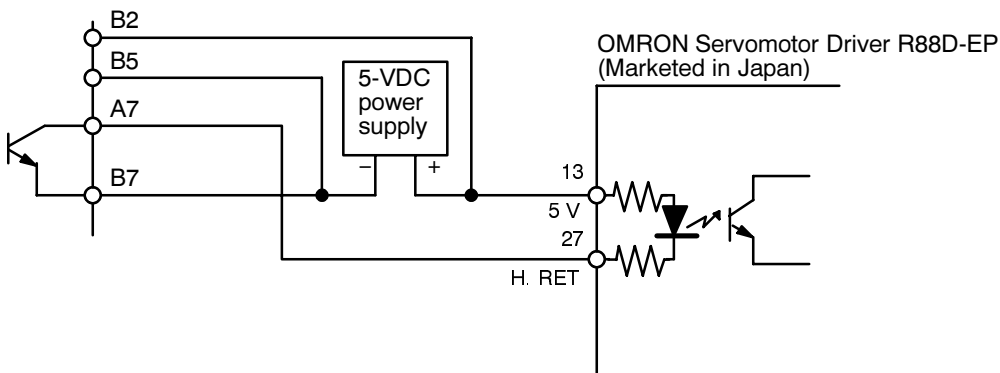 B2
B5
A7
B7
5-VDC
power
supply
–
+
OMRON Servomotor Driver R88D-EP
(Marketed in Japan)
13
5 V
27
H. RET